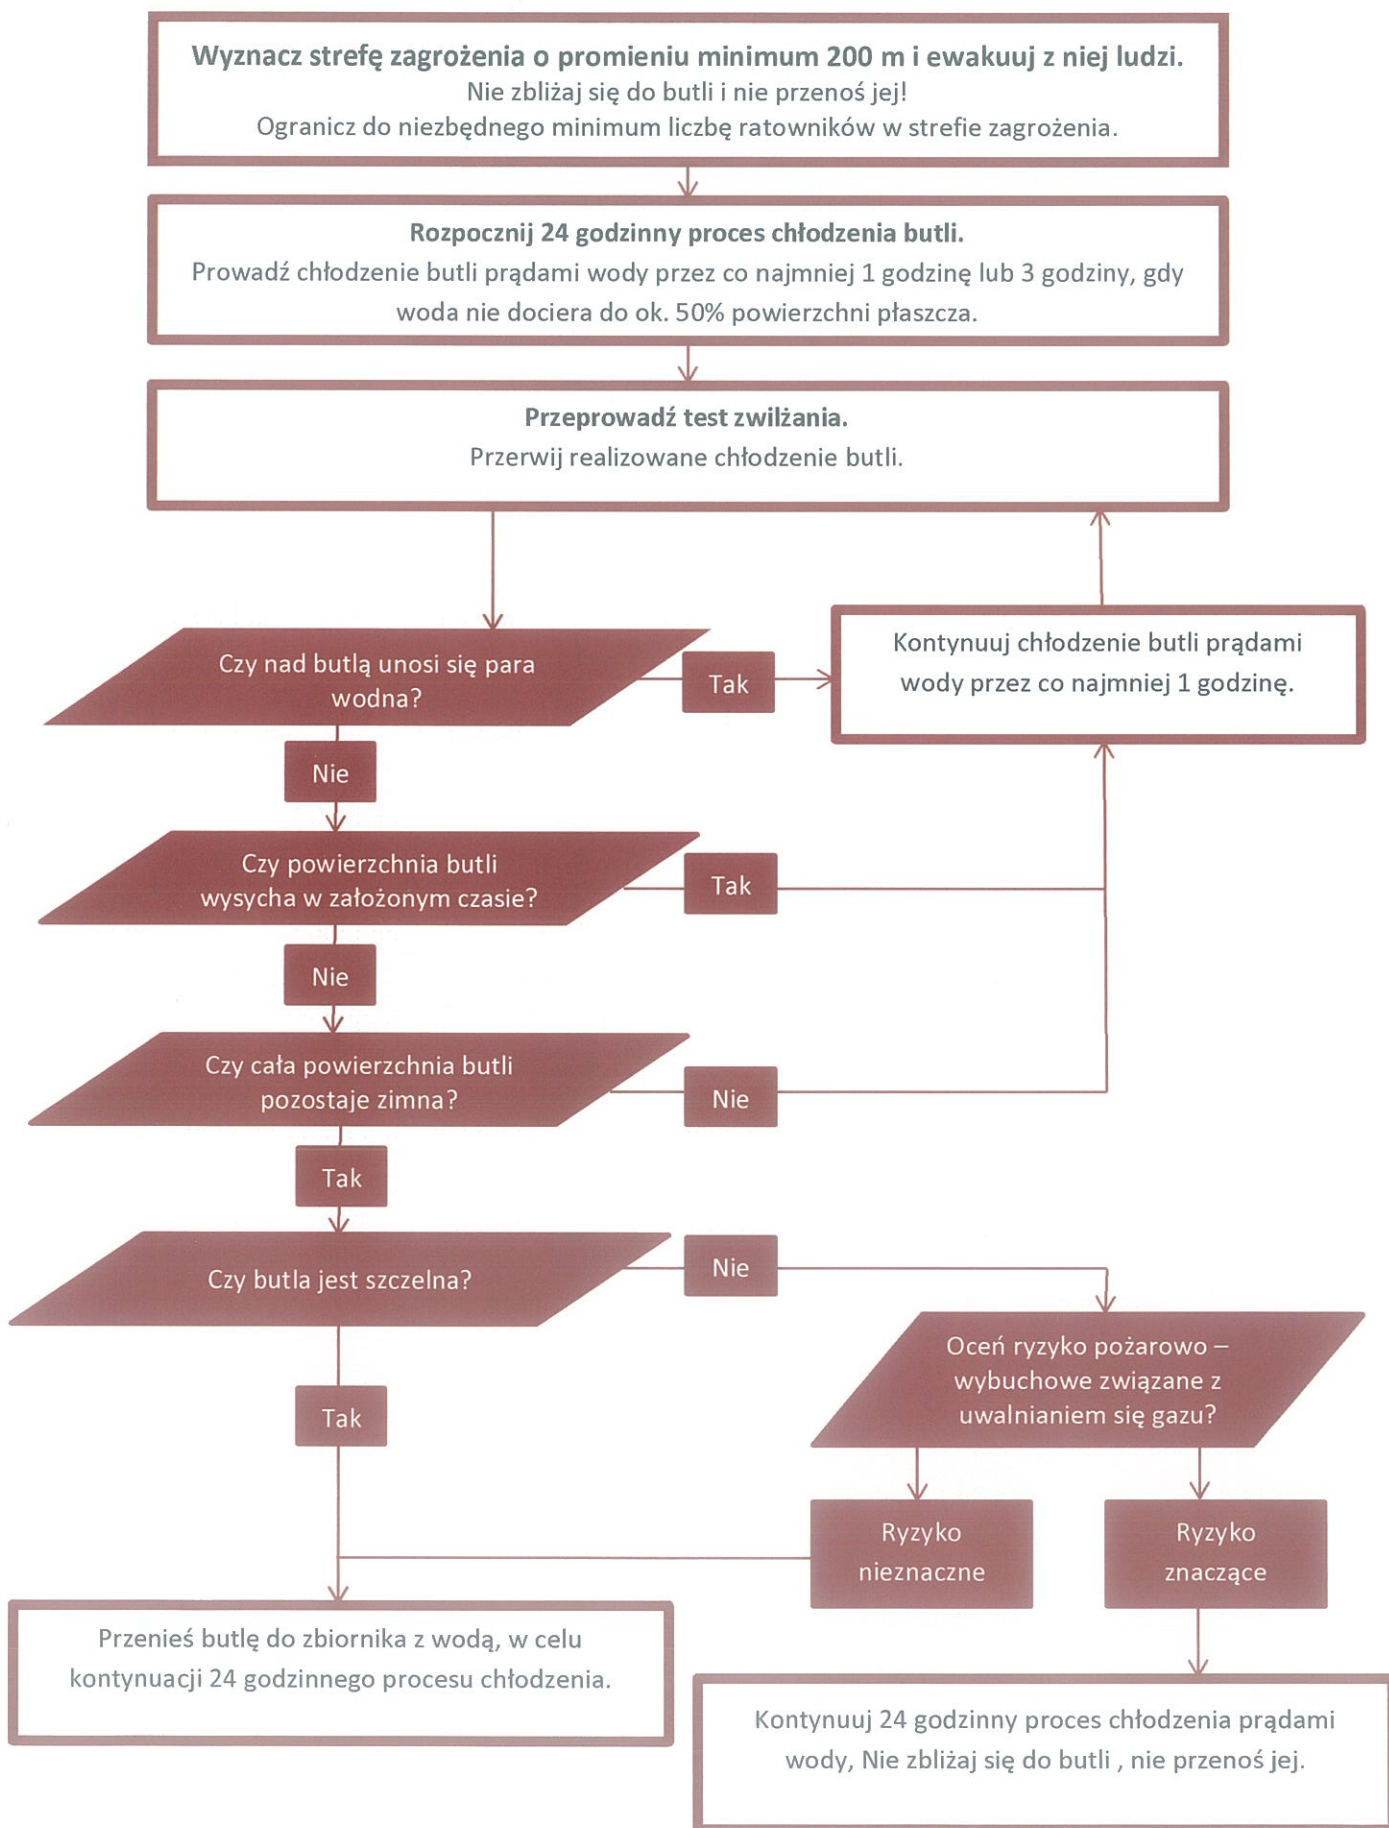 Wyznacz strefę zagrożenia o promieniu minimum 200 m i ewakuuj z niej ludzi.
Nie zbliżaj się do butli i nie przenoś jej!
Ogranicz do niezbędnego minimum liczbę ratowników w strefie zagrożenia.
Rozpocznij 24 godzinny proces chłodzenia butli.
Prowadź chłodzenie butli prądami wody przez co najmniej 1 godzinę lub 3 godziny, gdy
woda nie dociera do ok. 50% powierzchni płaszcza.
Przeprowadź test zwilżania.
Przerwij realizowane chłodzenie butli.
Czy nad butlą unosi się para
wodna?
Tak
Kontynuuj chłodzenie butli prądami
wody przez co najmniej 1 godzinę.
Nie
Czy powierzchnia butli
wysycha w założonym czasie?
Tak
Nie
Czy cała powierzchnia butli
pozostaje zimna?
Nie
Tak
Czy butla jest szczelna?
Nie
Oceń ryzyko pożarowo –
wybuchowe związane z
uwalnianiem się gazu?
Tak
Ryzyko
nieznaczne
Ryzyko
znaczące
Przenieś butlę do zbiornika z wodą, w celu
kontynuacji 24 godzinnego procesu chłodzenia.
Kontynuuj 24 godzinny proces chłodzenia prądami
wody, Nie zbliżaj się do butli , nie przenoś jej.